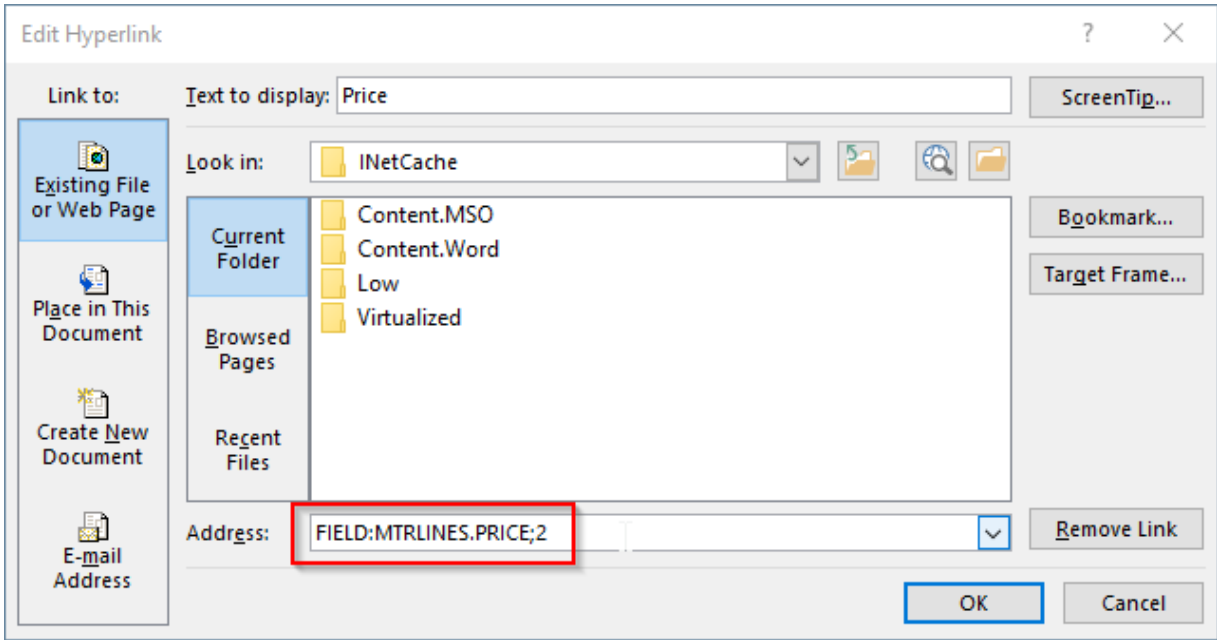 Edit Hyperlink
?
Link to:
Text to display:
Price
ScreenTip...
Existing File
or Web Page
Look in:
INetCache
Current
Folder
Content.MSO
Content.Word
Low
Virtualized
Bookmark...
Target Frame...
Place in This
Document
Browsed
Pages
Create New
Document
Recent
Files
E-mail
Address
Address:
FIELD:MTRLINES.PRICE;2
Remove Link
OK
Cancel